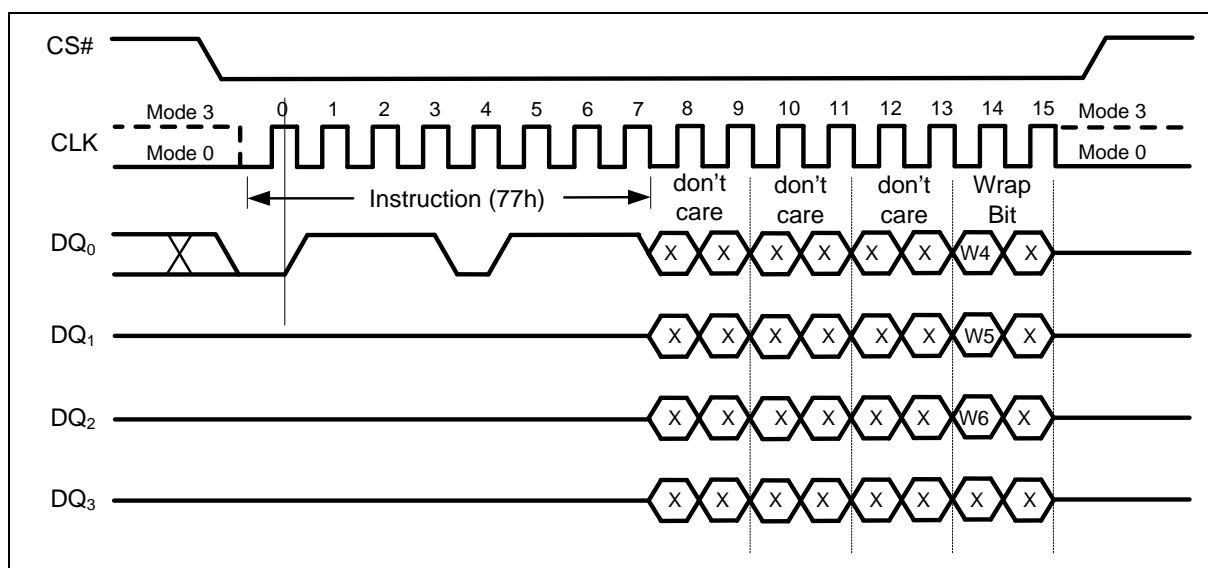 CS#
0 1 2 3 4 5 6 7 8 9 10 11 12 13 14 15
Mode 3
Mode 3
CLK
Mode 0
Mode 0
Instruction (77h)
don't
care
don't
care
don't
care
Wrap
Bit
DQ0 X X X X X X W4 X
DQ1 X X X X X X W5 X
DQ2 X X X X X X W6 X
DQ3 X X X X X X X X